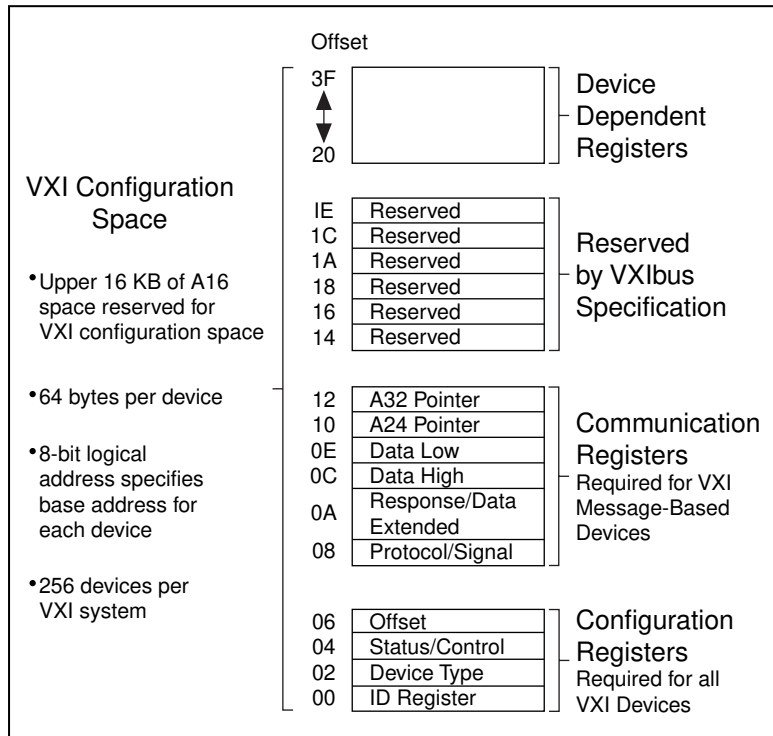 VXI Configuration
Space
•Upper 16 KB of A16
space reserved for
VXI configuration space
•64 bytes per device
•8-bit logical
address specifies
base address for
each device
•256 devices per
VXI system
Offset
3F
20
Device
Dependent
Registers
IE Reserved
1C Reserved
1A Reserved
18 Reserved
16 Reserved
14 Reserved
Reserved
by VXIbus
Specification
12 A32 Pointer
10 A24 Pointer
0E Data Low
0C Data High
0A Response/Data
Extended
08 Protocol/Signal
Communication
Registers
Required for VXI
Message-Based
Devices
06 Offset
04 Status/Control
02 Device Type
00 ID Register
Configuration
Registers
Required for all
VXI Devices